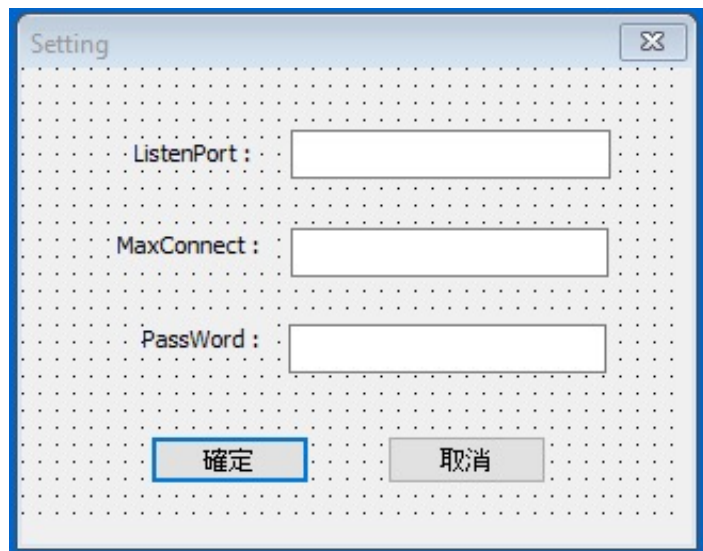 Setting
ListenPort :
MaxConnect :
PassWord :
確定 取消